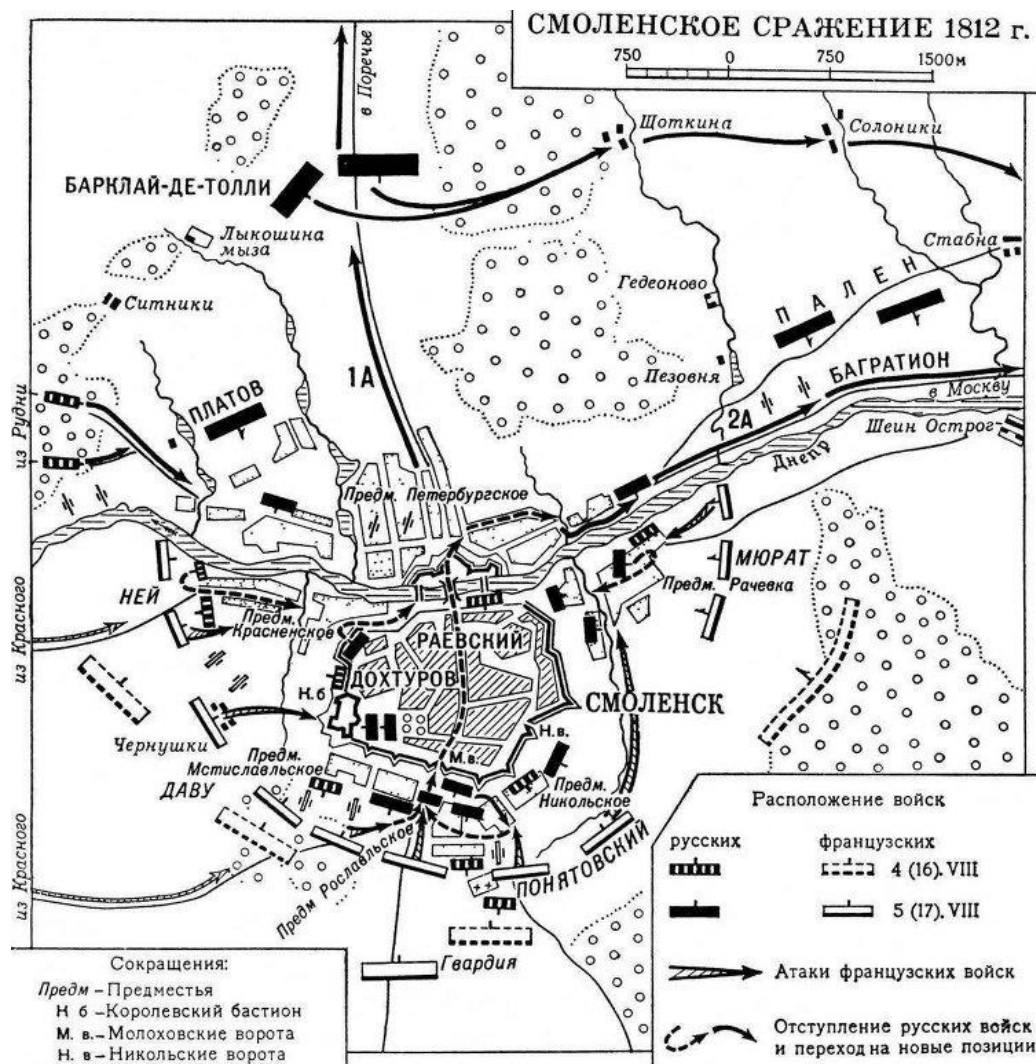 СМОЛЕНСКОЕ СРАЖЕНИЕ 1812 г.
750 0 750 1500м
в Поречье
Щоткина
Солоники
БАРКЛАЙ-ДЕ-ТОЛЛИ
Лыкошина
мыза
Стабна
Ситники
Гедеоново
ПАЛЕН
1А
ПЛАТОВ
Пезовня
БАГРАТИОН
2А
в Москву
из Рудни
Шеин Острог
Днепр
Предм. Петербургское
НЕЙ
МЮРАТ
Предм. Рачевка
Предм.
Красненское
из Красного
РАЕВСКИЙ
ДОХТУРОВ
Н.б
СМОЛЕНСК
Чернушки
Н.в.
М.в.
Предм.
Мстиславльское
ДАВУ
Предм.
Никольское
Предм Рославльское
ПОНЯТОВСКИЙ
из Красного
Гвардия
Расположение войск
русских французских
4 (16). VIII
5 (17). VIII
Атаки французских войск
Отступление русских войск
и переход на новые позиции
Сокращения:
Предм – Предместья
Н б – Королевский бастион
М. в. – Молоховские ворота
Н. в – Никольские ворота